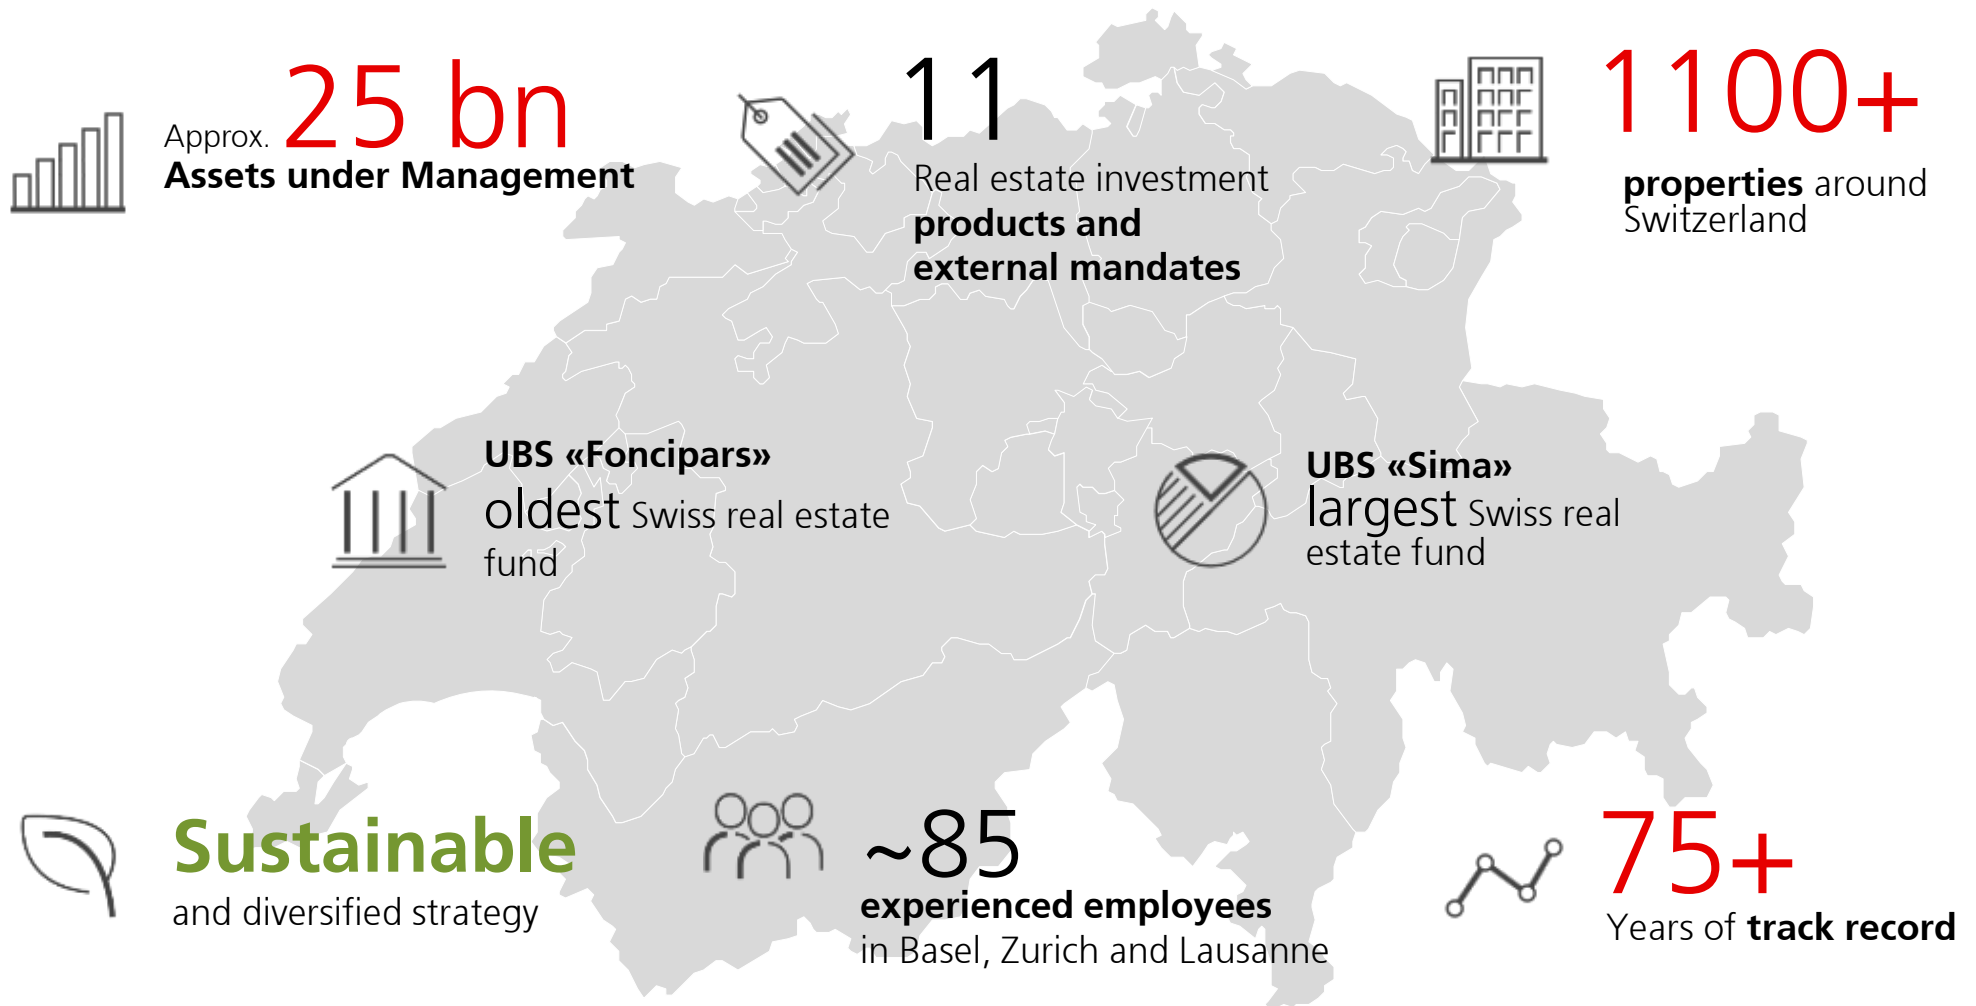 Approx. 25 bn
Assets under Management
11
Real estate investment
products and
external mandates
1100+
properties around
Switzerland
UBS «Foncipars»
oldest Swiss real estate
fund
UBS «Sima»
largest Swiss real
estate fund
Sustainable
and diversified strategy
~85
experienced employees
in Basel, Zurich and Lausanne
75+
Years of track record